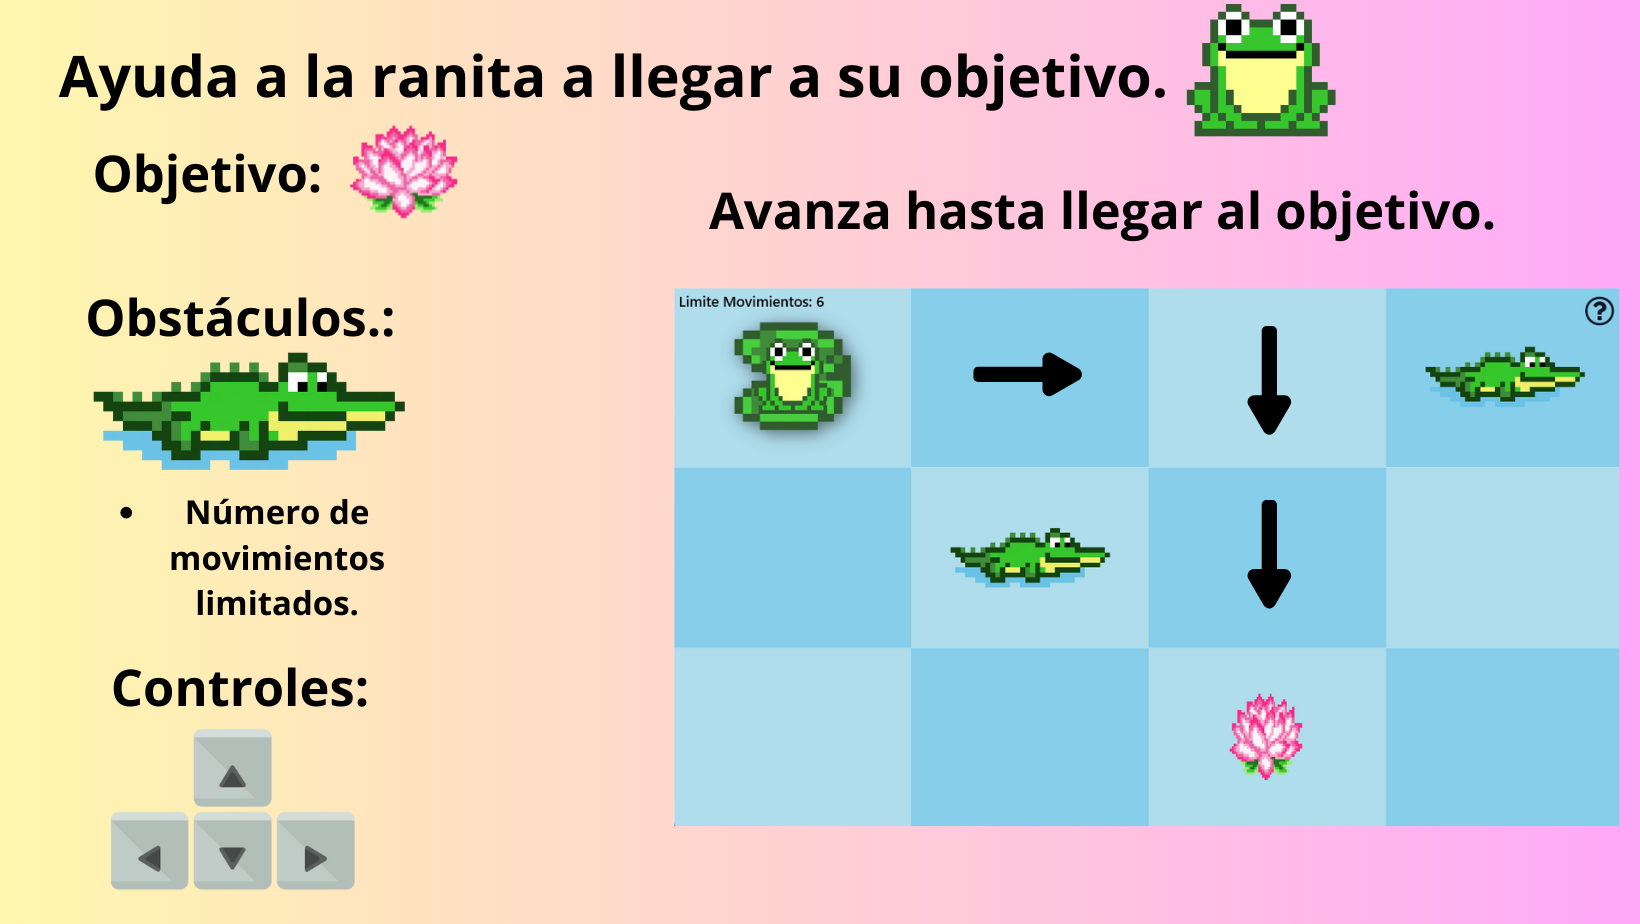 Ayuda a la ranita a llegar a su objetivo.
Objetivo:
Avanza hasta llegar al objetivo.
Obstáculos.:
• Número de
movimientos
limitados.
Controles:
Limite Movimientos: 6
?